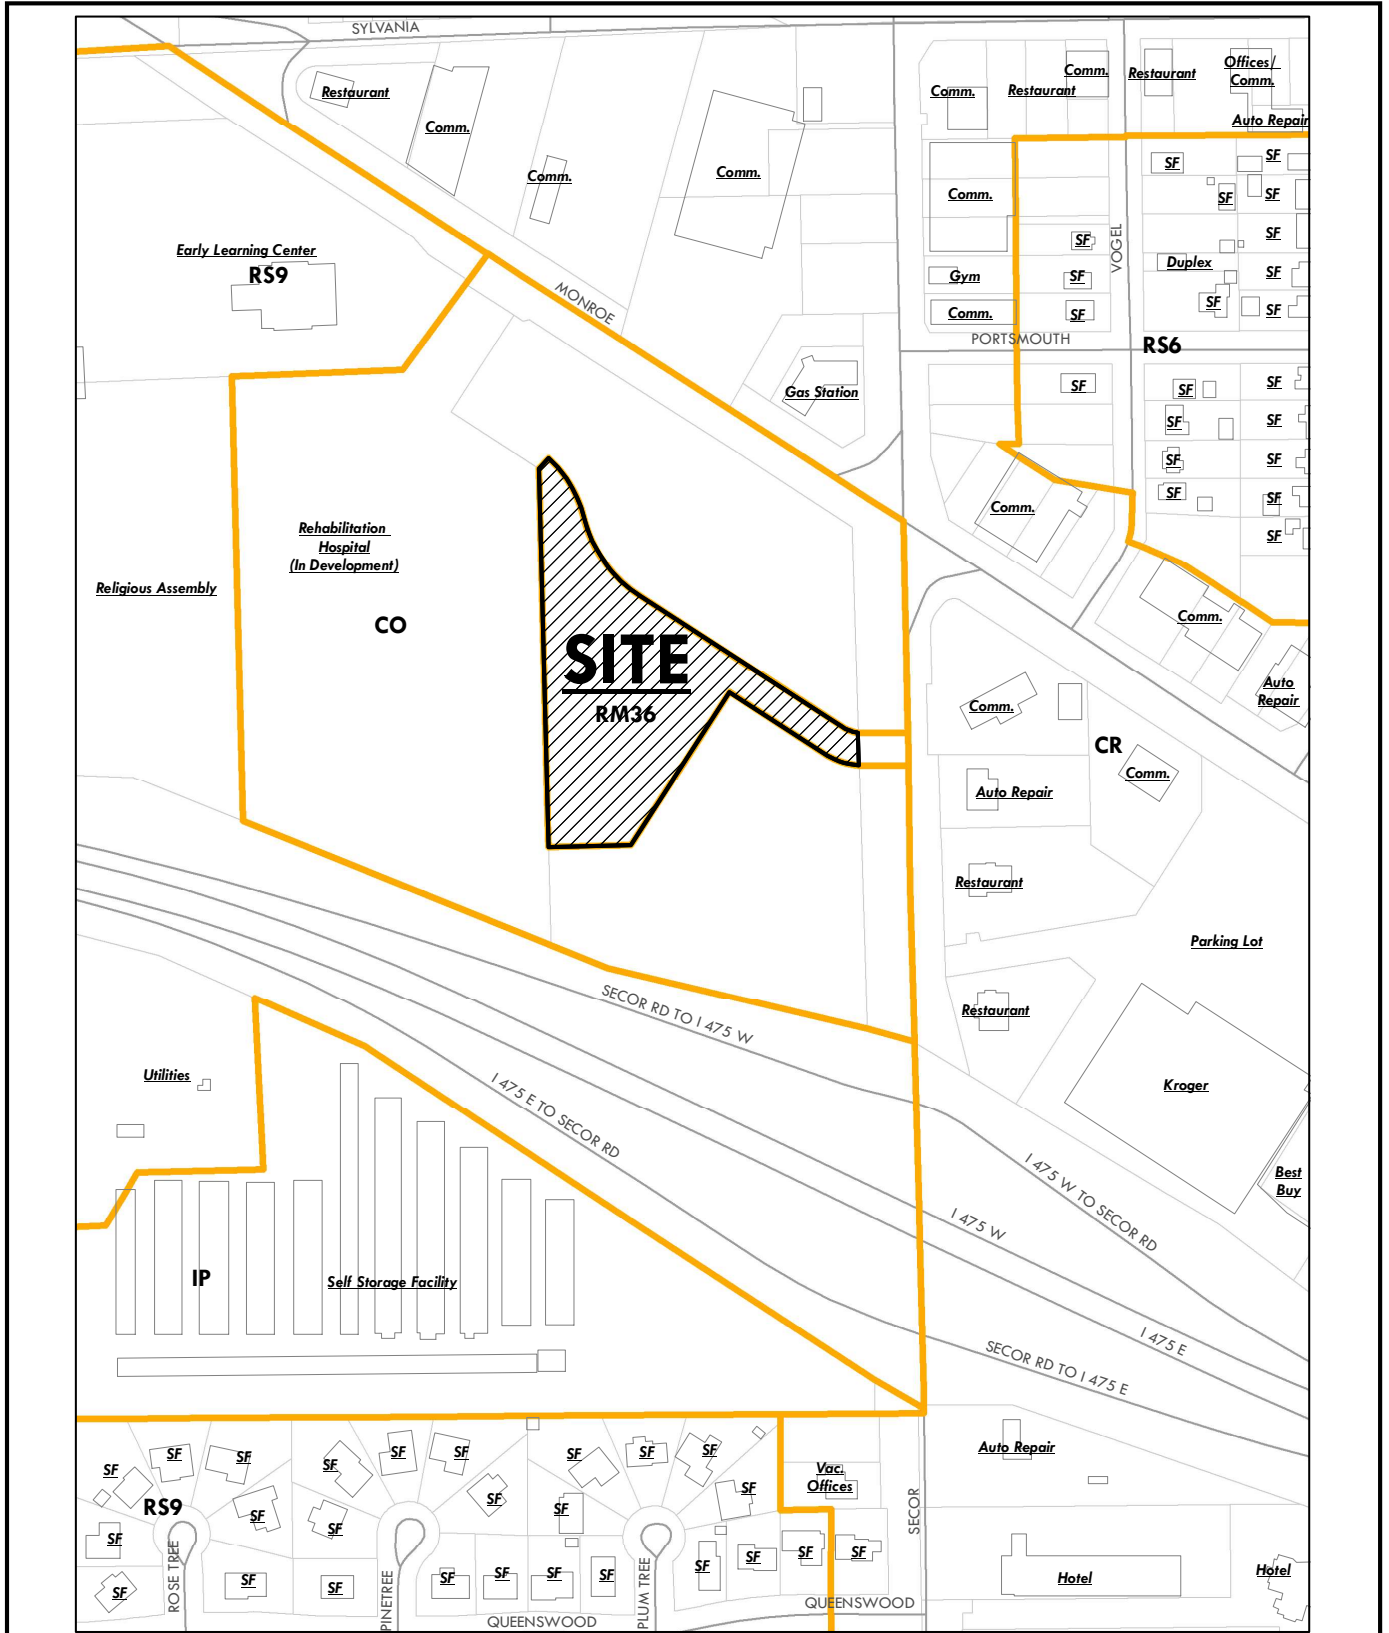 SYLVANIA
Restaurant
Comm.
Comm.
Comm.
Comm.
Restaurant
Comm.
Restaurant
Offices/
Comm.
Auto Repair
Early Learning Center
RS9
MONROE
Comm.
Gym
Comm.
PORTSMOUTH
VOGEL
SF
SF
SF
SF
SF
SF
Duplex
SF
SF
SF
SF
SF
SF
RS6
Gas Station
SF
SF
SF
SF
SF
SF
SF
SF
SF
SF
Comm.
Rehabilitation
Hospital
(In Development)
Religious Assembly
CO
SITE
RM36
Comm.
Auto
Repair
Comm.
CR
Comm.
Auto Repair
Restaurant
Parking Lot
Restaurant
SECOR RD TO I 475 W
Kroger
Utilities
I 475 E TO SECOR RD
Best
Buy
I 475 W TO SECOR RD
I 475 W
IP
Self Storage Facility
I 475 E
SECOR RD TO I 475 E
SF
SF
SF
SF
SF
SF
SF
SF
SF
SF
Auto Repair
Vac.
Offices
SF
SF
SF
RS9
SF
SF
SF
SECOR
SF
SF
SF
SF
SF
SF
SF
SF
SF
SF
SF
SF
ROSE TREE
PINETREE
PLUM TREE
QUEENSWOOD
QUEENSWOOD
Hotel
Hotel